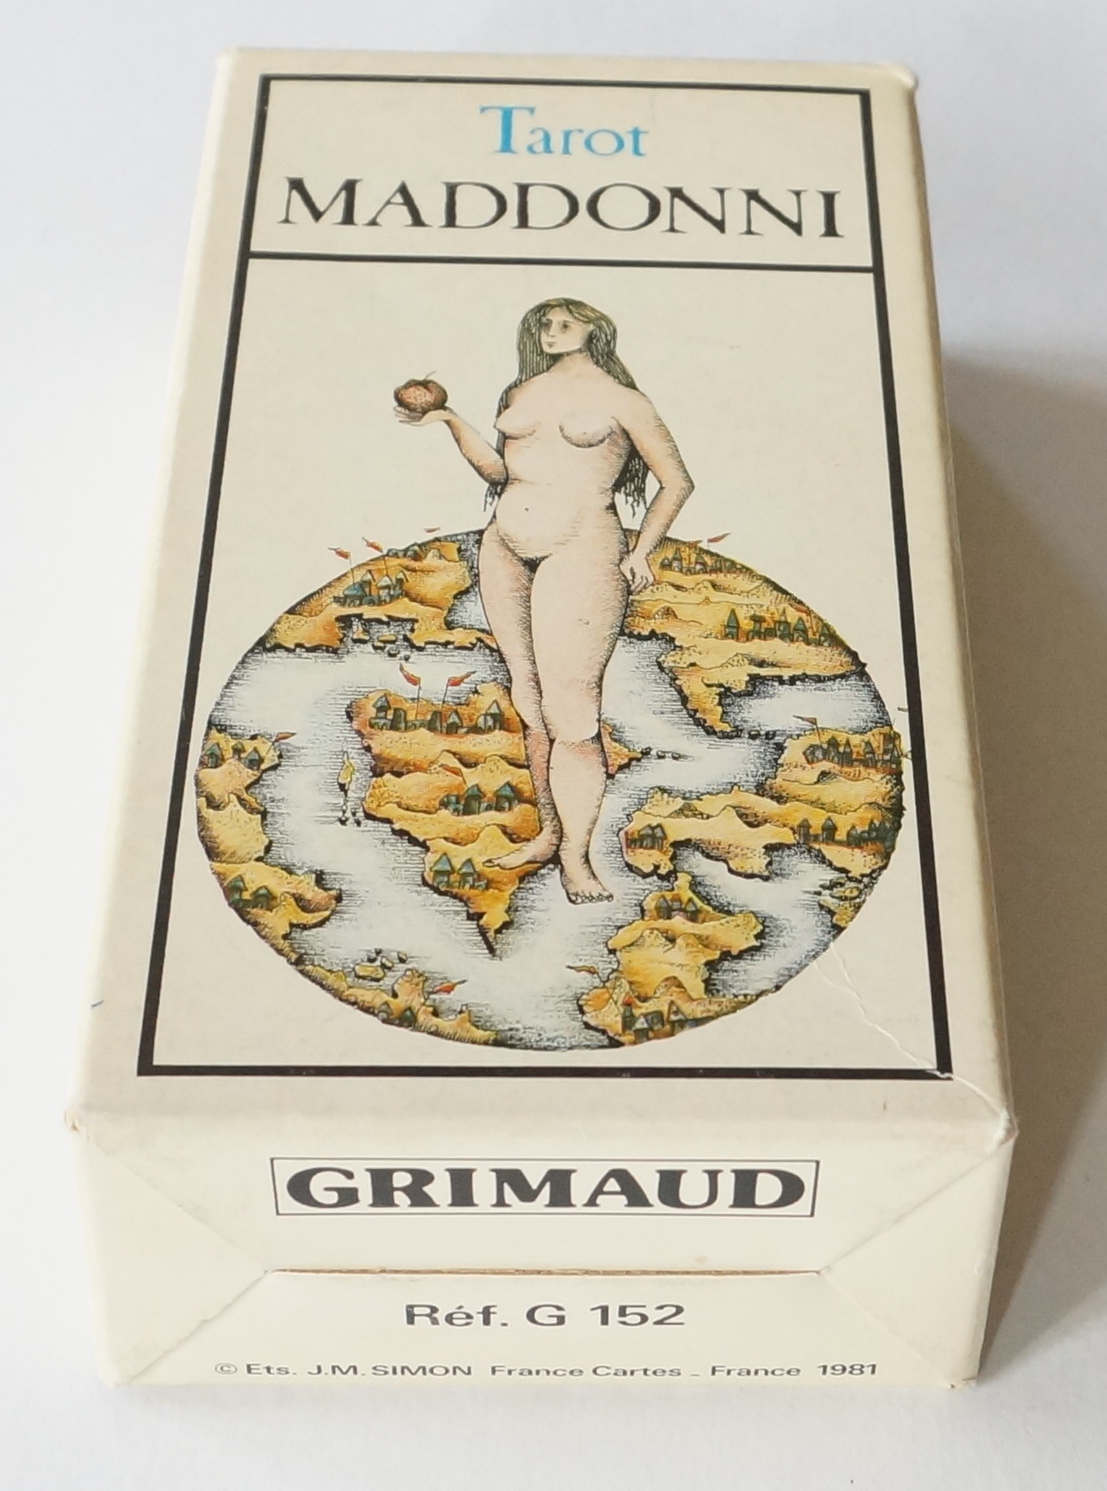 Tarot
MADDONNI
GRIMAUD
Réf. G 152
© Ets. J.M. SIMON France Cartes - France 1981